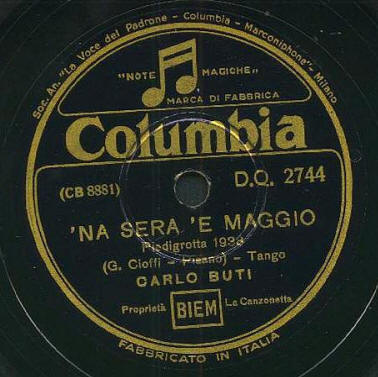 Soc. An. "La Voce del Padrone - Columbia - Marconiphone" - Milano
"NOTE MAGICHE"
MARCA DI FABBRICA
Columbia
(CB 8881) D.Q. 2744
'NA SERA 'E MAGGIO
Piedigrotta 1938
(G. Cioffi - Pisano) - Tango
CARLO BUTI
Proprietà BIEM La Canzonetta
FABBRICATO IN ITALIA